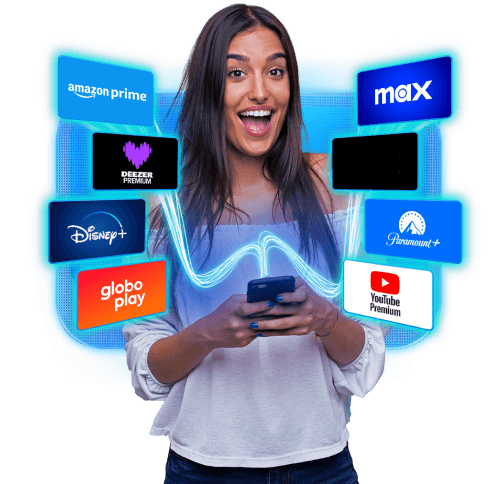 amazon prime
max
DEEZER
PREMIUM
Disney+
Paramount+
globo
play
YouTube
Premium